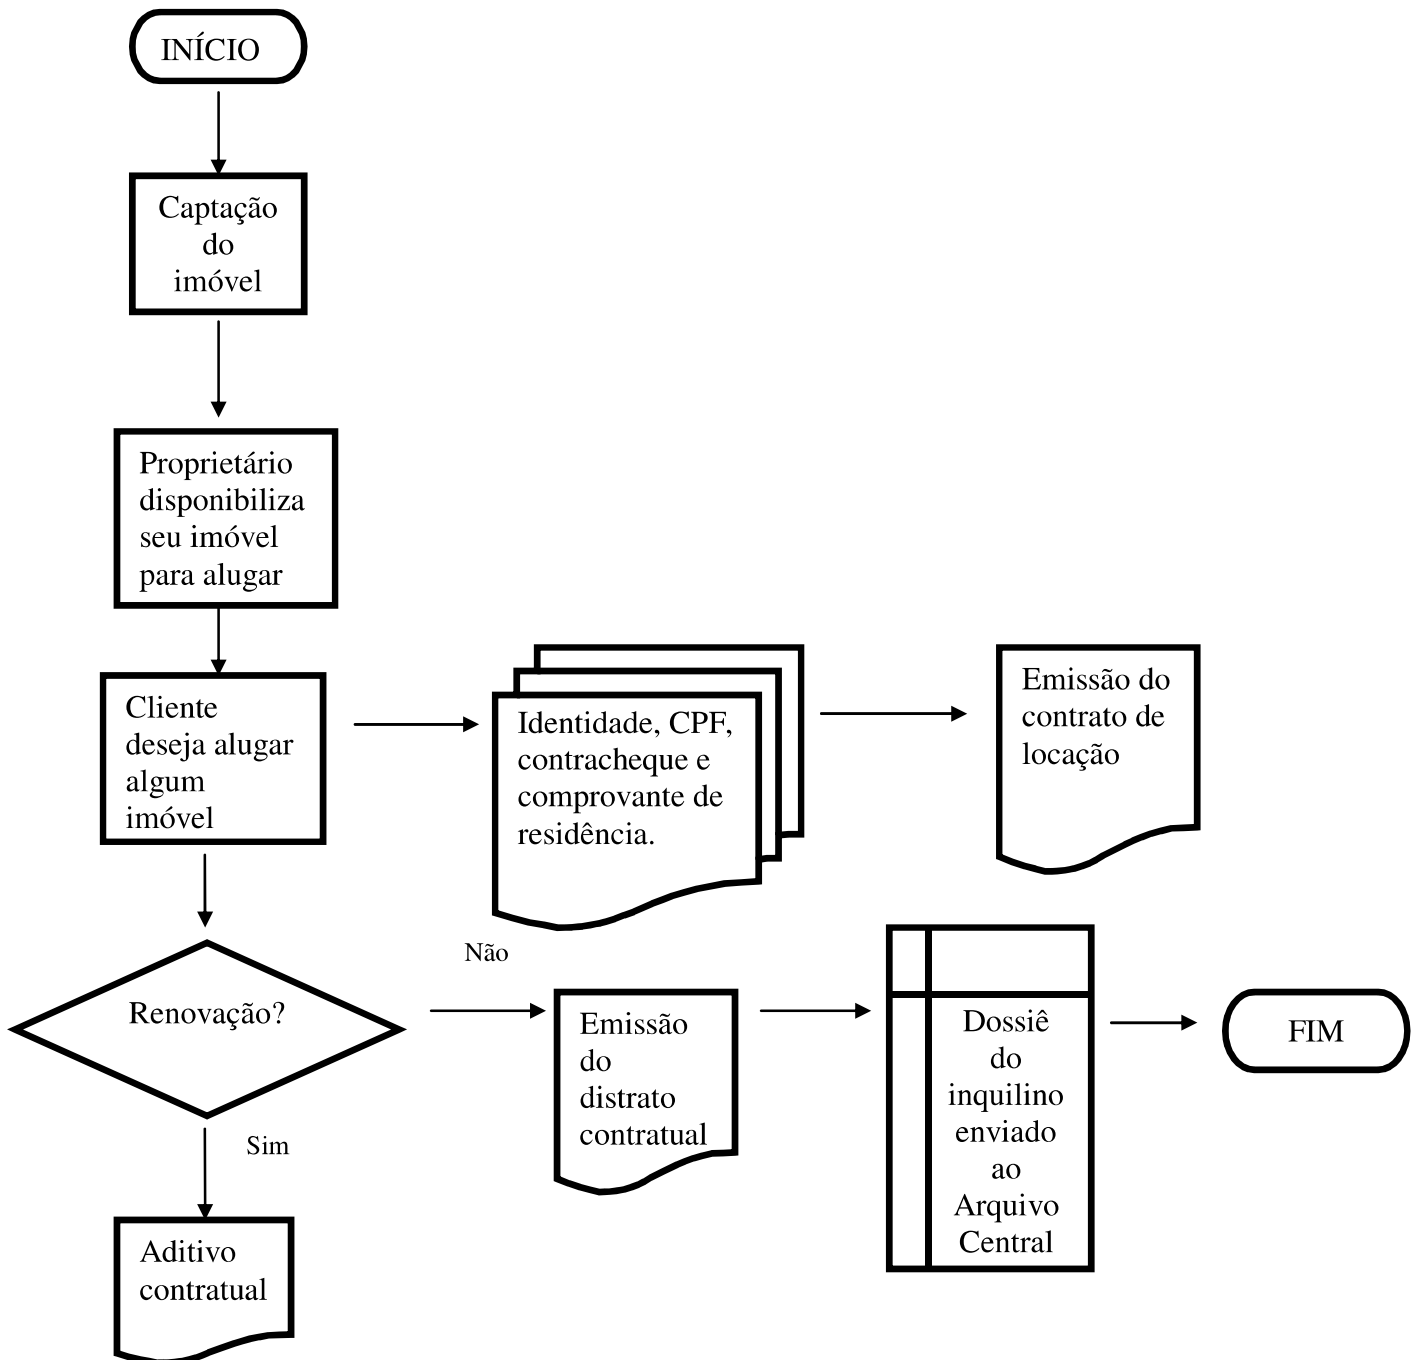 INÍCIO
Captação
do
imóvel
Proprietário
disponibiliza
seu imóvel
para alugar
Cliente
deseja alugar
algum
imóvel
Identidade, CPF,
contracheque e
comprovante de
residência.
Emissão do
contrato de
locação
Renovação?
Não
Emissão
do
distrato
contratual
Dossiê
do
inquilino
enviado
ao
Arquivo
Central
FIM
Sim
Aditivo
contratual